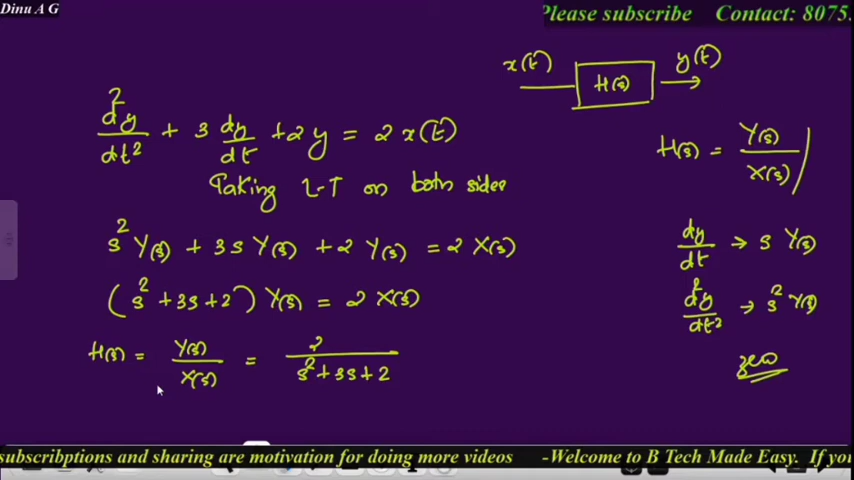 Dinu A G
Please subscribe Contact: 8075.
x(t) H(s) y(t)
d²y/dt² + 3 dy/dt + 2y = 2 x(t)
H(s) = Y(s)/X(s)
Taking L-T on both sides
s² Y(s) + 3s Y(s) + 2 Y(s) = 2 X(s)
dy/dt → s Y(s)
(s² + 3s + 2) Y(s) = 2 X(s)
d²y/dt² → s² Y(s)
H(s) = Y(s)/X(s) = 2/(s² + 3s + 2)
zero
subscribptions and sharing are motivation for doing more videos -Welcome to B Tech Made Easy. If you